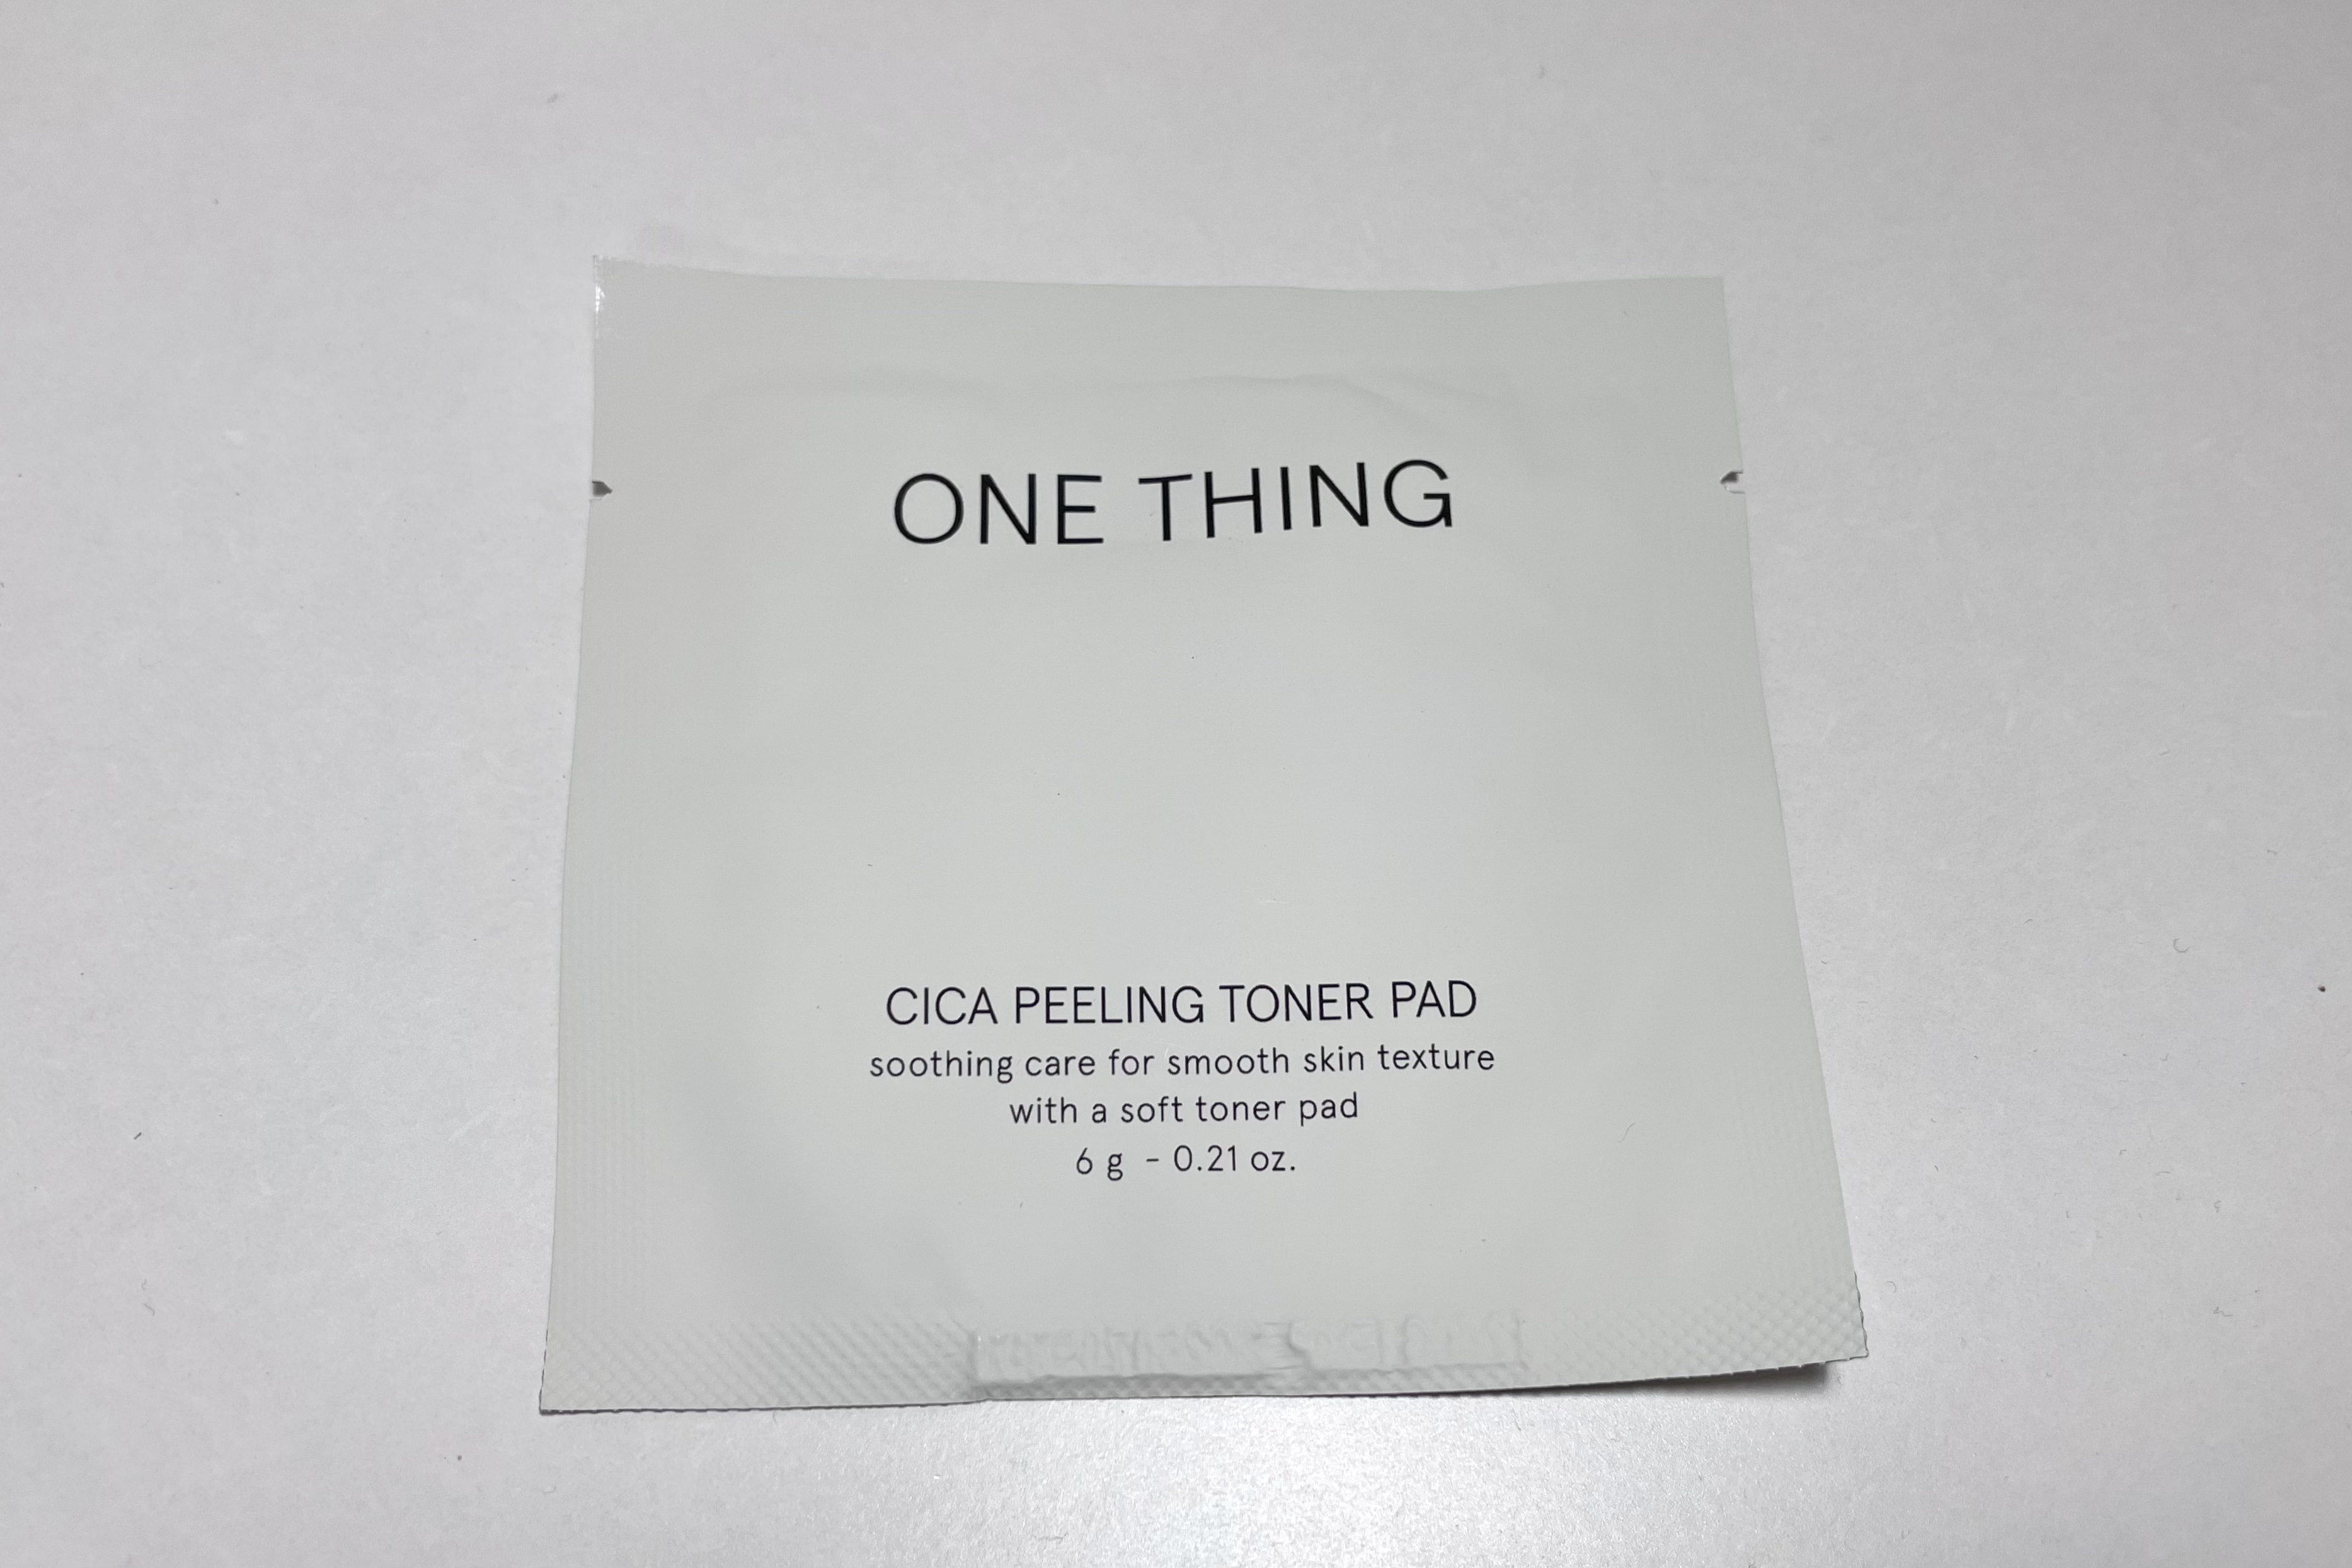 ONE THING
CICA PEELING TONER PAD
soothing care for smooth skin texture
with a soft toner pad
6 g - 0.21 oz.